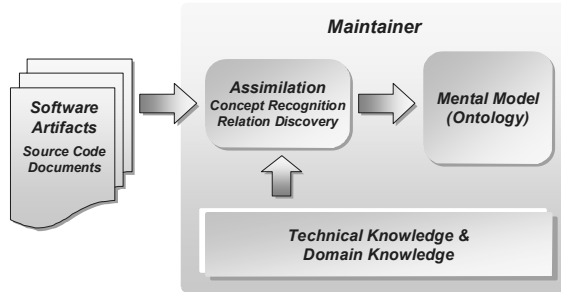 Maintainer
Software
Artifacts
Source Code
Documents
Assimilation
Concept Recognition
Relation Discovery
Mental Model
(Ontology)
Technical Knowledge &
Domain Knowledge